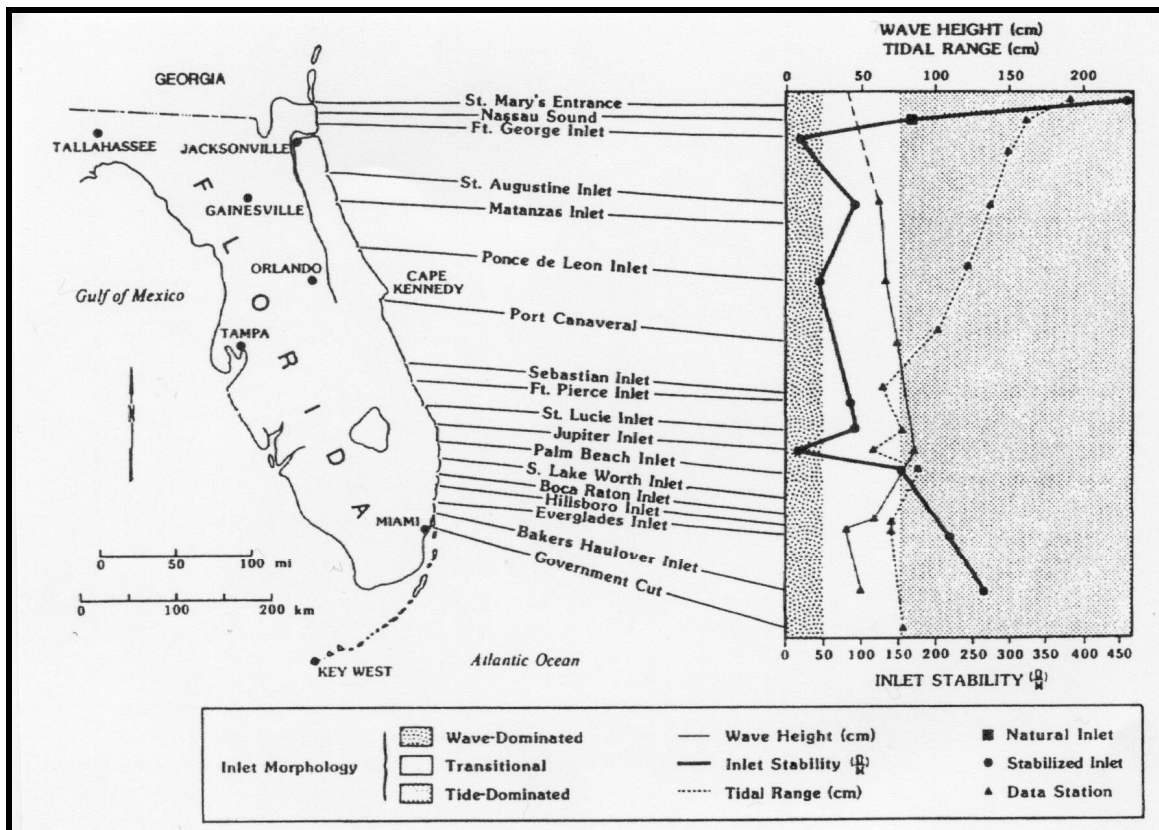 WAVE HEIGHT (cm)
TIDAL RANGE (cm)
0 50 100 150 200
GEORGIA
TALLAHASSEE
JACKSONVILLE
GAINESVILLE
ORLANDO
CAPE
KENNEDY
Gulf of Mexico
TAMPA
FLORIDA
MIAMI
KEY WEST
Atlantic Ocean
N
0 50 100 mi
0 100 200 km
St. Mary's Entrance
Nassau Sound
Ft. George Inlet
St. Augustine Inlet
Matanzas Inlet
Ponce de Leon Inlet
Port Canaveral
Sebastian Inlet
Ft. Pierce Inlet
St. Lucie Inlet
Jupiter Inlet
Palm Beach Inlet
S. Lake Worth Inlet
Boca Raton Inlet
Hillsboro Inlet
Everglades Inlet
Bakers Haulover Inlet
Government Cut
0 50 100 150 200 250 300 350 400 450
INLET STABILITY (Ω/M)
Inlet Morphology
Wave-Dominated
Transitional
Tide-Dominated
Wave Height (cm)
Inlet Stability (Ω/M)
Tidal Range (cm)
Natural Inlet
Stabilized Inlet
Data Station